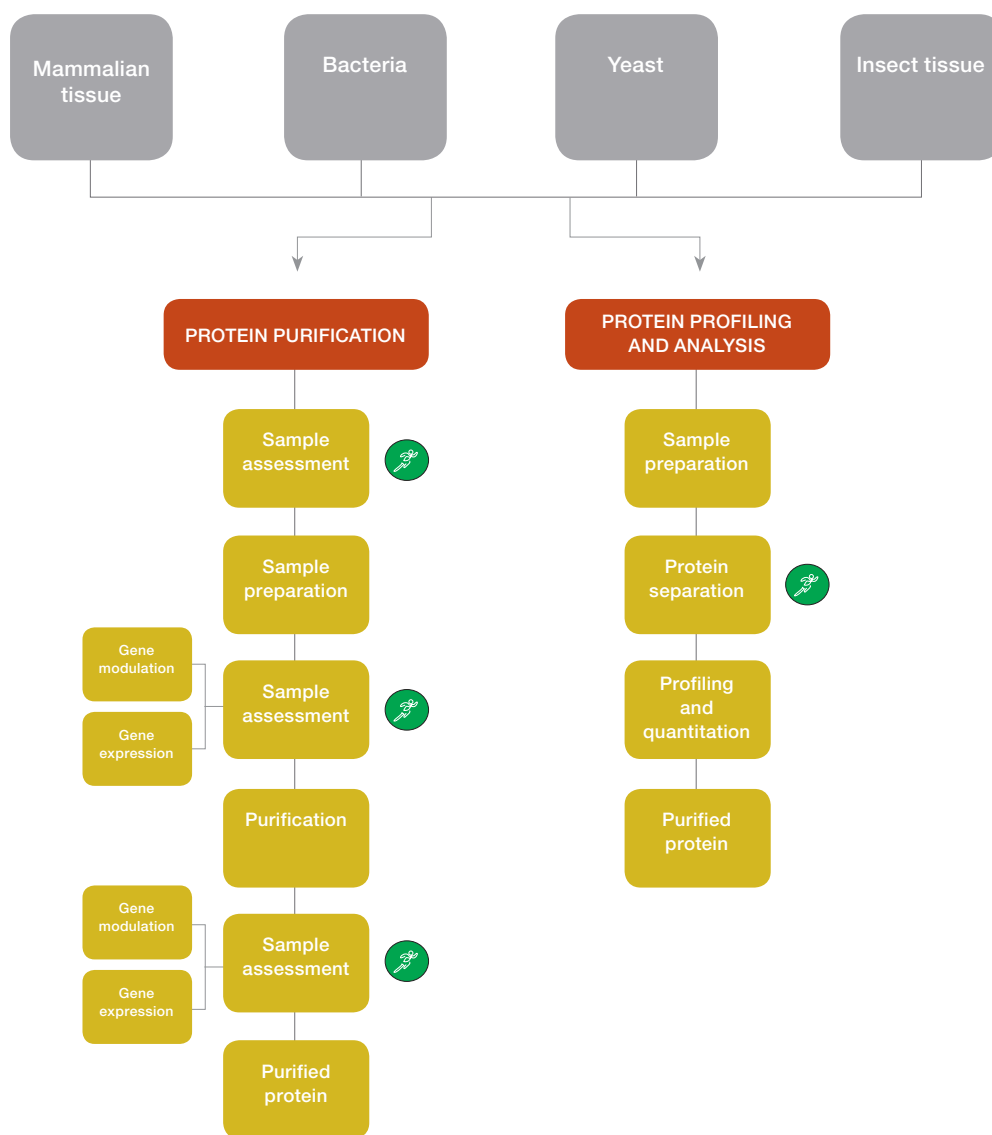 Mammalian
tissue
Bacteria
Yeast
Insect tissue
PROTEIN PURIFICATION
Sample
assessment
Sample
preparation
Gene
modulation
Gene
expression
Sample
assessment
Purification
Gene
modulation
Gene
expression
Sample
assessment
Purified
protein
PROTEIN PROFILING
AND ANALYSIS
Sample
preparation
Protein
separation
Profiling
and
quantitation
Purified
protein